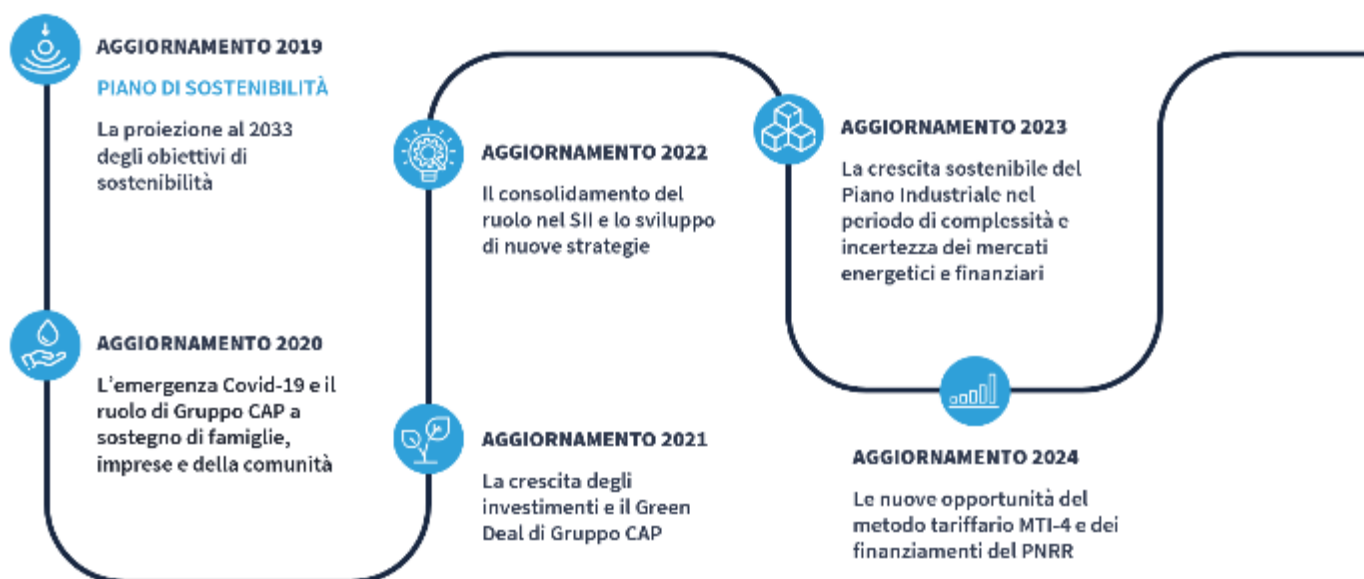 AGGIORNAMENTO 2019
PIANO DI SOSTENIBILITÀ
La proiezione al 2033
degli obiettivi di
sostenibilità
AGGIORNAMENTO 2020
L'emergenza Covid-19 e il
ruolo di Gruppo CAP a
sostegno di famiglie,
imprese e della comunità
AGGIORNAMENTO 2021
La crescita degli
investimenti e il Green
Deal di Gruppo CAP
AGGIORNAMENTO 2022
Il consolidamento del
ruolo nel SII e lo sviluppo
di nuove strategie
AGGIORNAMENTO 2023
La crescita sostenibile del
Piano Industriale nel
periodo di complessità e
incertezza dei mercati
energetici e finanziari
AGGIORNAMENTO 2024
Le nuove opportunità del
metodo tariffario MTI-4 e dei
finanziamenti del PNRR